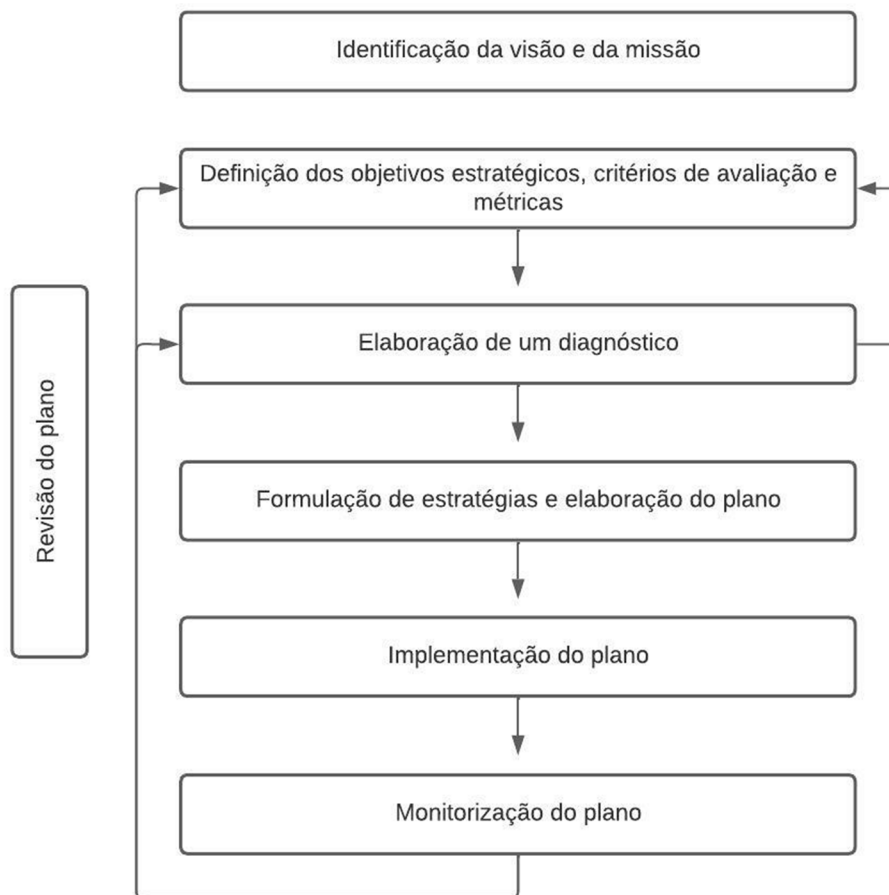 Identificação da visão e da missão
Definição dos objetivos estratégicos, critérios de avaliação e
métricas
Elaboração de um diagnóstico
Revisão do plano
Formulação de estratégias e elaboração do plano
Implementação do plano
Monitorização do plano